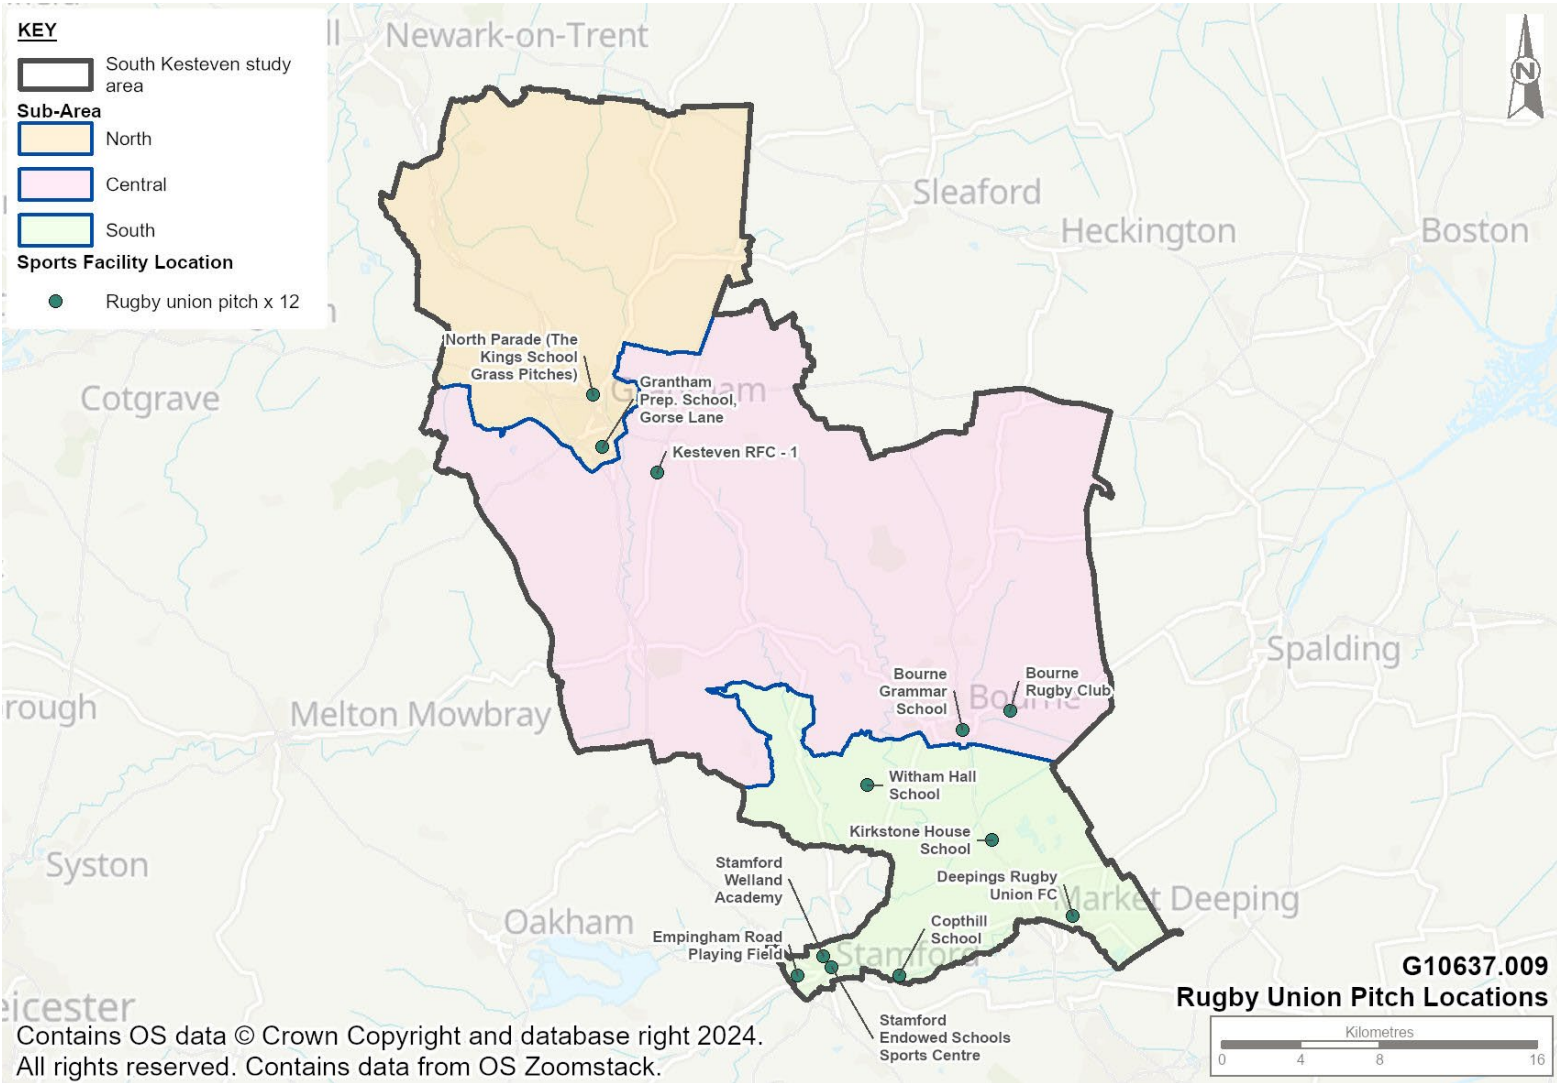 KEY
South Kesteven study
area
Sub-Area
North
Central
South
Sports Facility Location
Rugby union pitch x 12
Newark-on-Trent
N
Sleaford
Heckington
Boston
North Parade (The
Kings School
Grass Pitches)
Grantham
Prep. School,
Gorse Lane
Cotgrave
Kesteven RFC - 1
Bourne
Grammar
School
Bourne
Rugby Club
Bourne
Spalding
rough
Melton Mowbray
Witham Hall
School
Kirkstone House
School
Syston
Stamford
Welland
Academy
Deepings Rugby
Union FC
Market Deeping
Oakham
Copthill
School
Empingham Road
Playing Field
Stamford
eicester
Stamford
Endowed Schools
Sports Centre
G10637.009
Rugby Union Pitch Locations
Kilometres
0 4 8 16
Contains OS data © Crown Copyright and database right 2024.
All rights reserved. Contains data from OS Zoomstack.